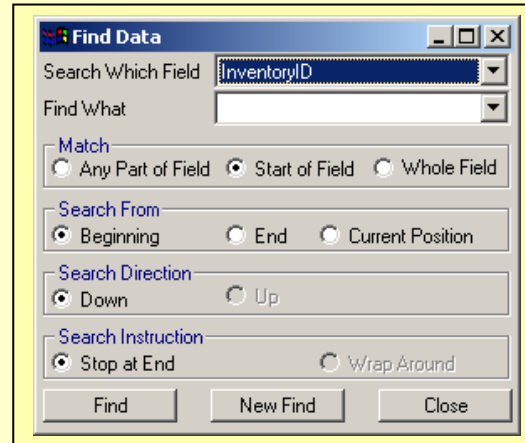 Find Data
Search Which Field InventoryID
Find What
Match
Any Part of Field Start of Field Whole Field
Search From
Beginning End Current Position
Search Direction
Down Up
Search Instruction
Stop at End Wrap Around
Find New Find Close